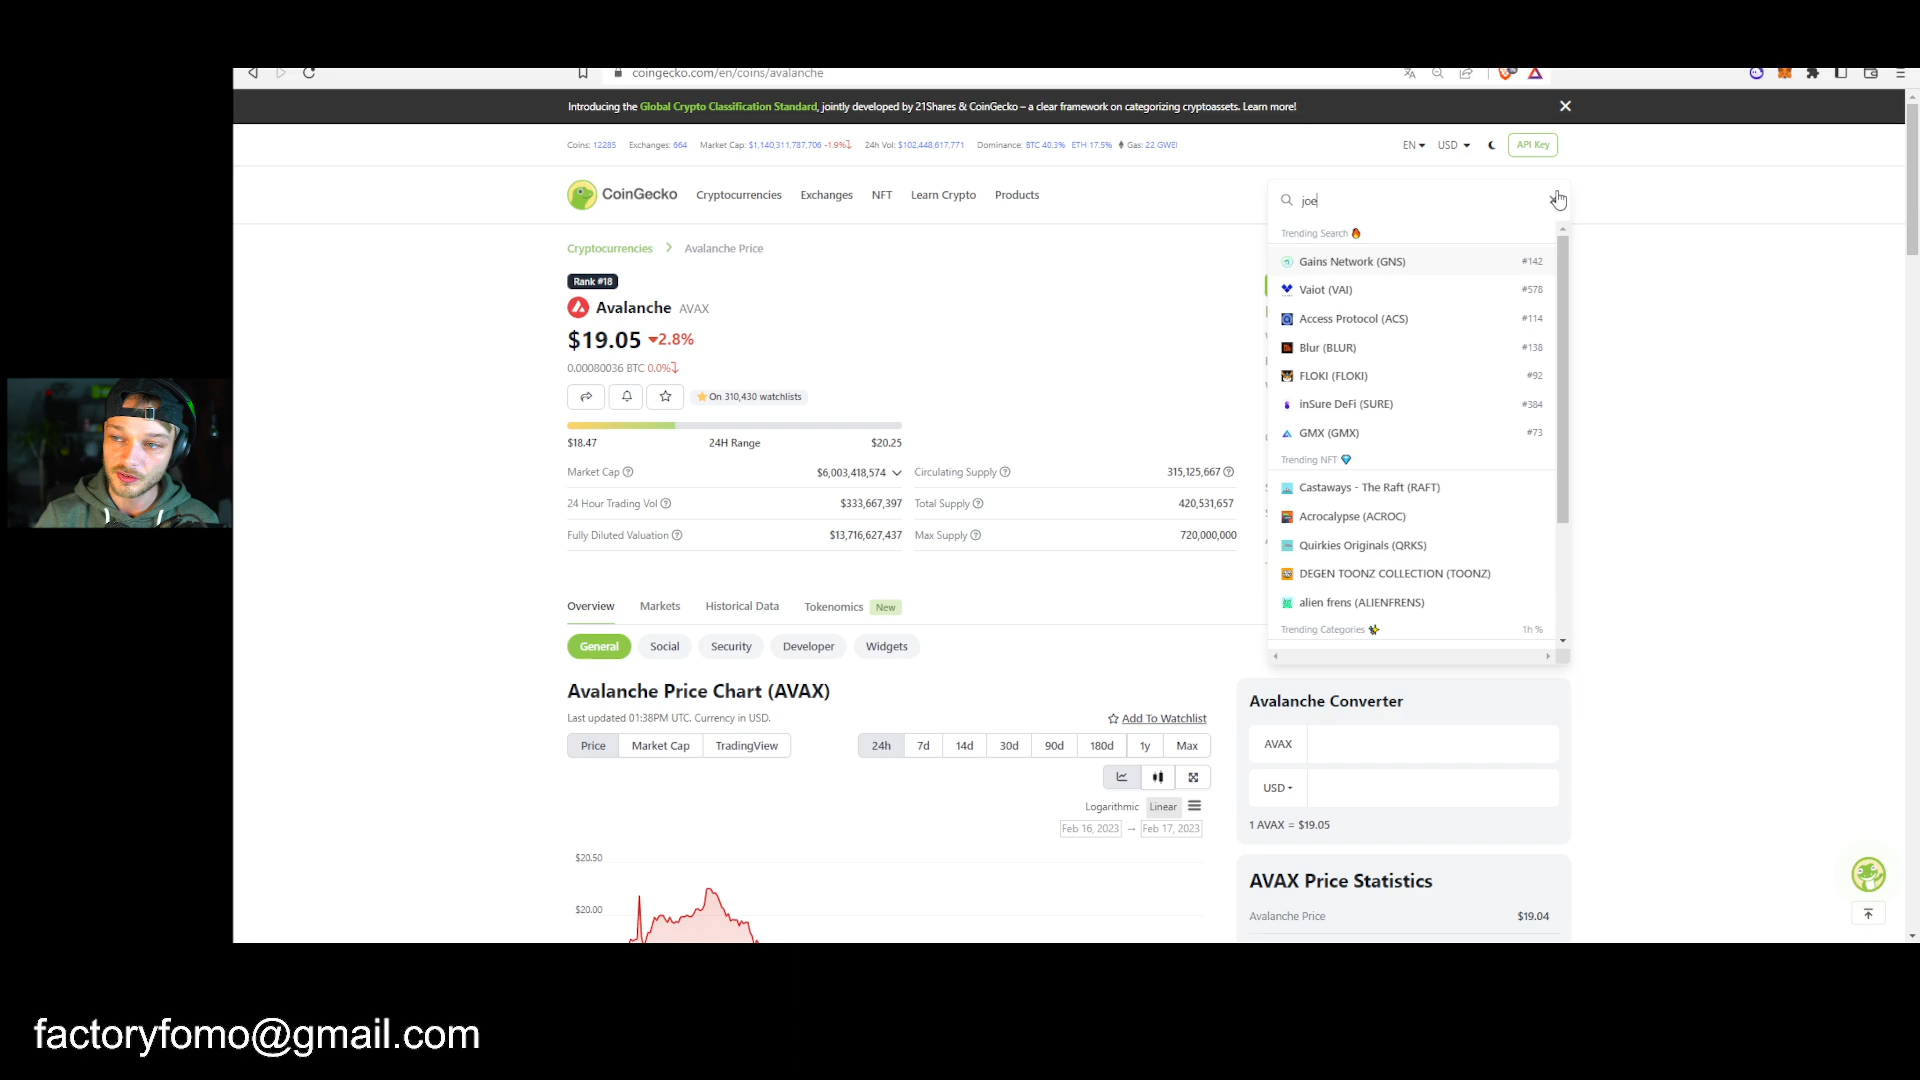 coingecko.com/en/coins/avalanche
Introducing the Global Crypto Classification Standard, jointly developed by 21Shares & CoinGecko – a clear framework on categorizing cryptoassets. Learn more!
Coins: 12285 Exchanges: 664 Market Cap: $1,140,311,787,706 -1.9% 24h Vol: $102,448,617,771 Dominance: BTC 40.3% ETH 17.5% Gas: 22 GWEI
EN USD API Key
CoinGecko Cryptocurrencies Exchanges NFT Learn Crypto Products
joe
Trending Search
Gains Network (GNS) #142
Vaiot (VAI) #578
Access Protocol (ACS) #114
Blur (BLUR) #138
FLOKI (FLOKI) #92
inSure DeFi (SURE) #384
GMX (GMX) #73
Trending NFT
Castaways - The Raft (RAFT)
Acrocalypse (ACROC)
Quirkies Originals (QRKS)
DEGEN TOONZ COLLECTION (TOONZ)
alien frens (ALIENFRENS)
Trending Categories 1h %
Cryptocurrencies > Avalanche Price
Rank #18
Avalanche AVAX
$19.05 2.8%
0.00080036 BTC 0.0%
On 310,430 watchlists
$18.47 24H Range $20.25
Market Cap $6,003,418,574 Circulating Supply 315,125,667
24 Hour Trading Vol $333,667,397 Total Supply 420,531,657
Fully Diluted Valuation $13,716,627,437 Max Supply 720,000,000
Overview Markets Historical Data Tokenomics New
General Social Security Developer Widgets
Avalanche Price Chart (AVAX)
Last updated 01:38PM UTC. Currency in USD.
Add To Watchlist
Price Market Cap TradingView
24h 7d 14d 30d 90d 180d 1y Max
Logarithmic Linear
Feb 16, 2023 → Feb 17, 2023
$20.50
$20.00
Avalanche Converter
AVAX
USD
1 AVAX = $19.05
AVAX Price Statistics
Avalanche Price $19.04
factoryfomo@gmail.com